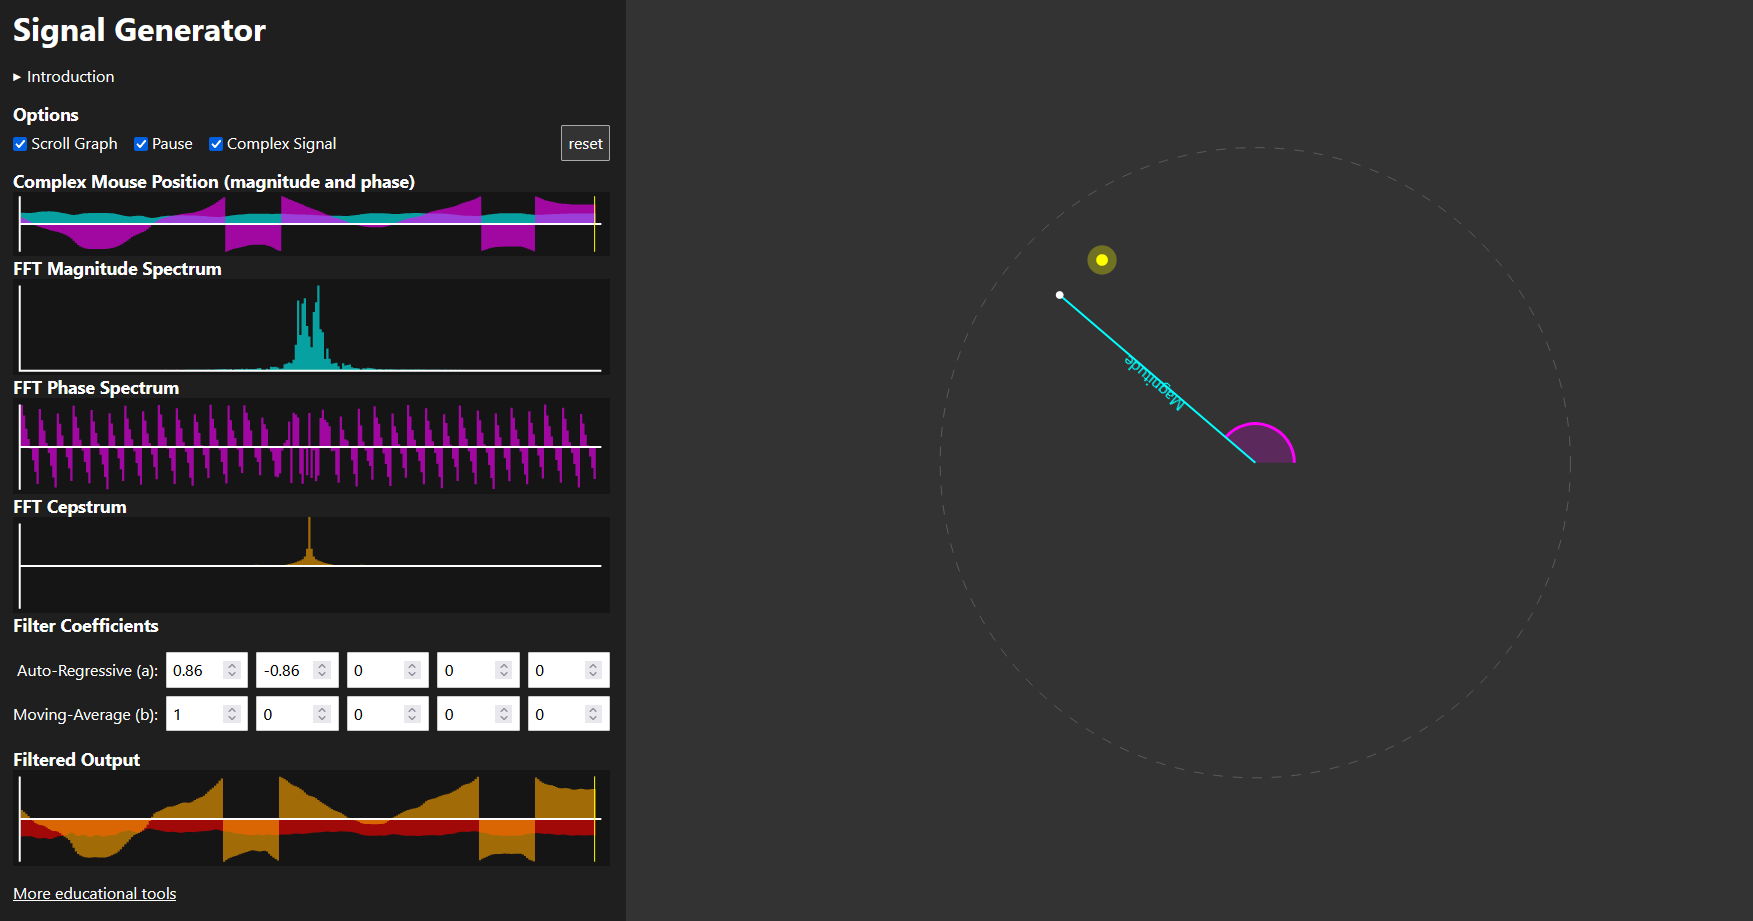 Signal Generator
▸ Introduction
Options
Scroll Graph Pause Complex Signal reset
Complex Mouse Position (magnitude and phase)
FFT Magnitude Spectrum
FFT Phase Spectrum
FFT Cepstrum
Filter Coefficients
Auto-Regressive (a): 0.86 -0.86 0 0 0
Moving-Average (b): 1 0 0 0 0
Filtered Output
More educational tools
Magnitude